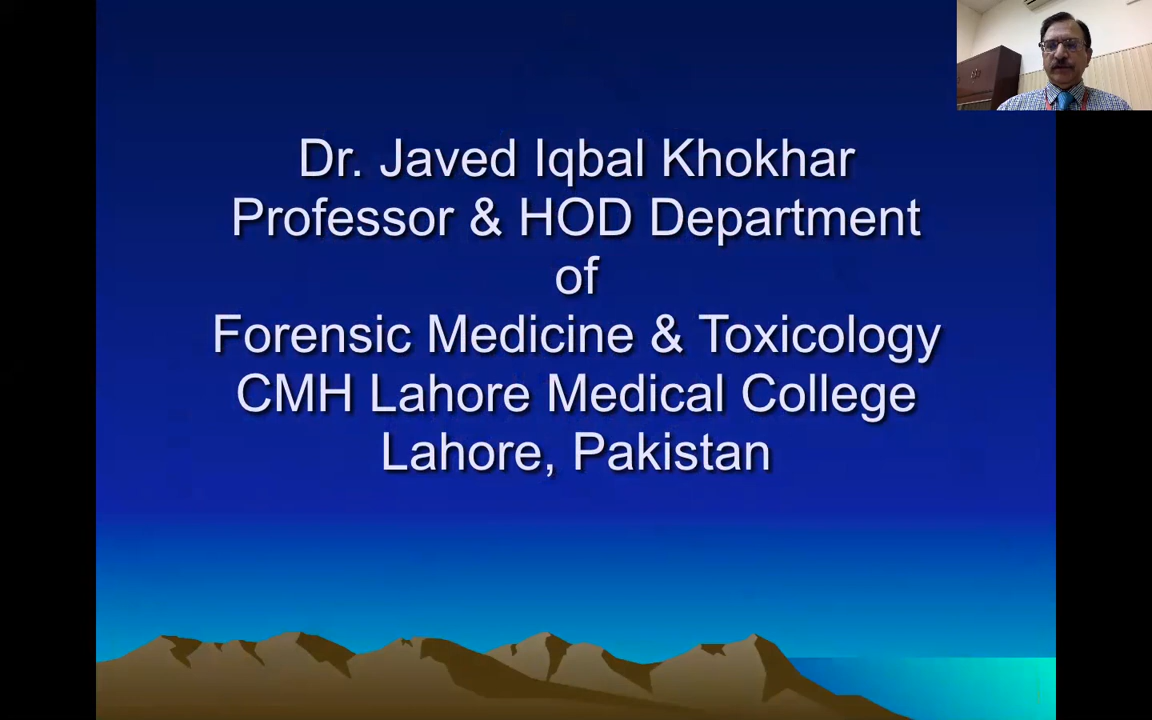 Dr. Javed Iqbal Khokhar
Professor & HOD Department
of
Forensic Medicine & Toxicology
CMH Lahore Medical College
Lahore, Pakistan